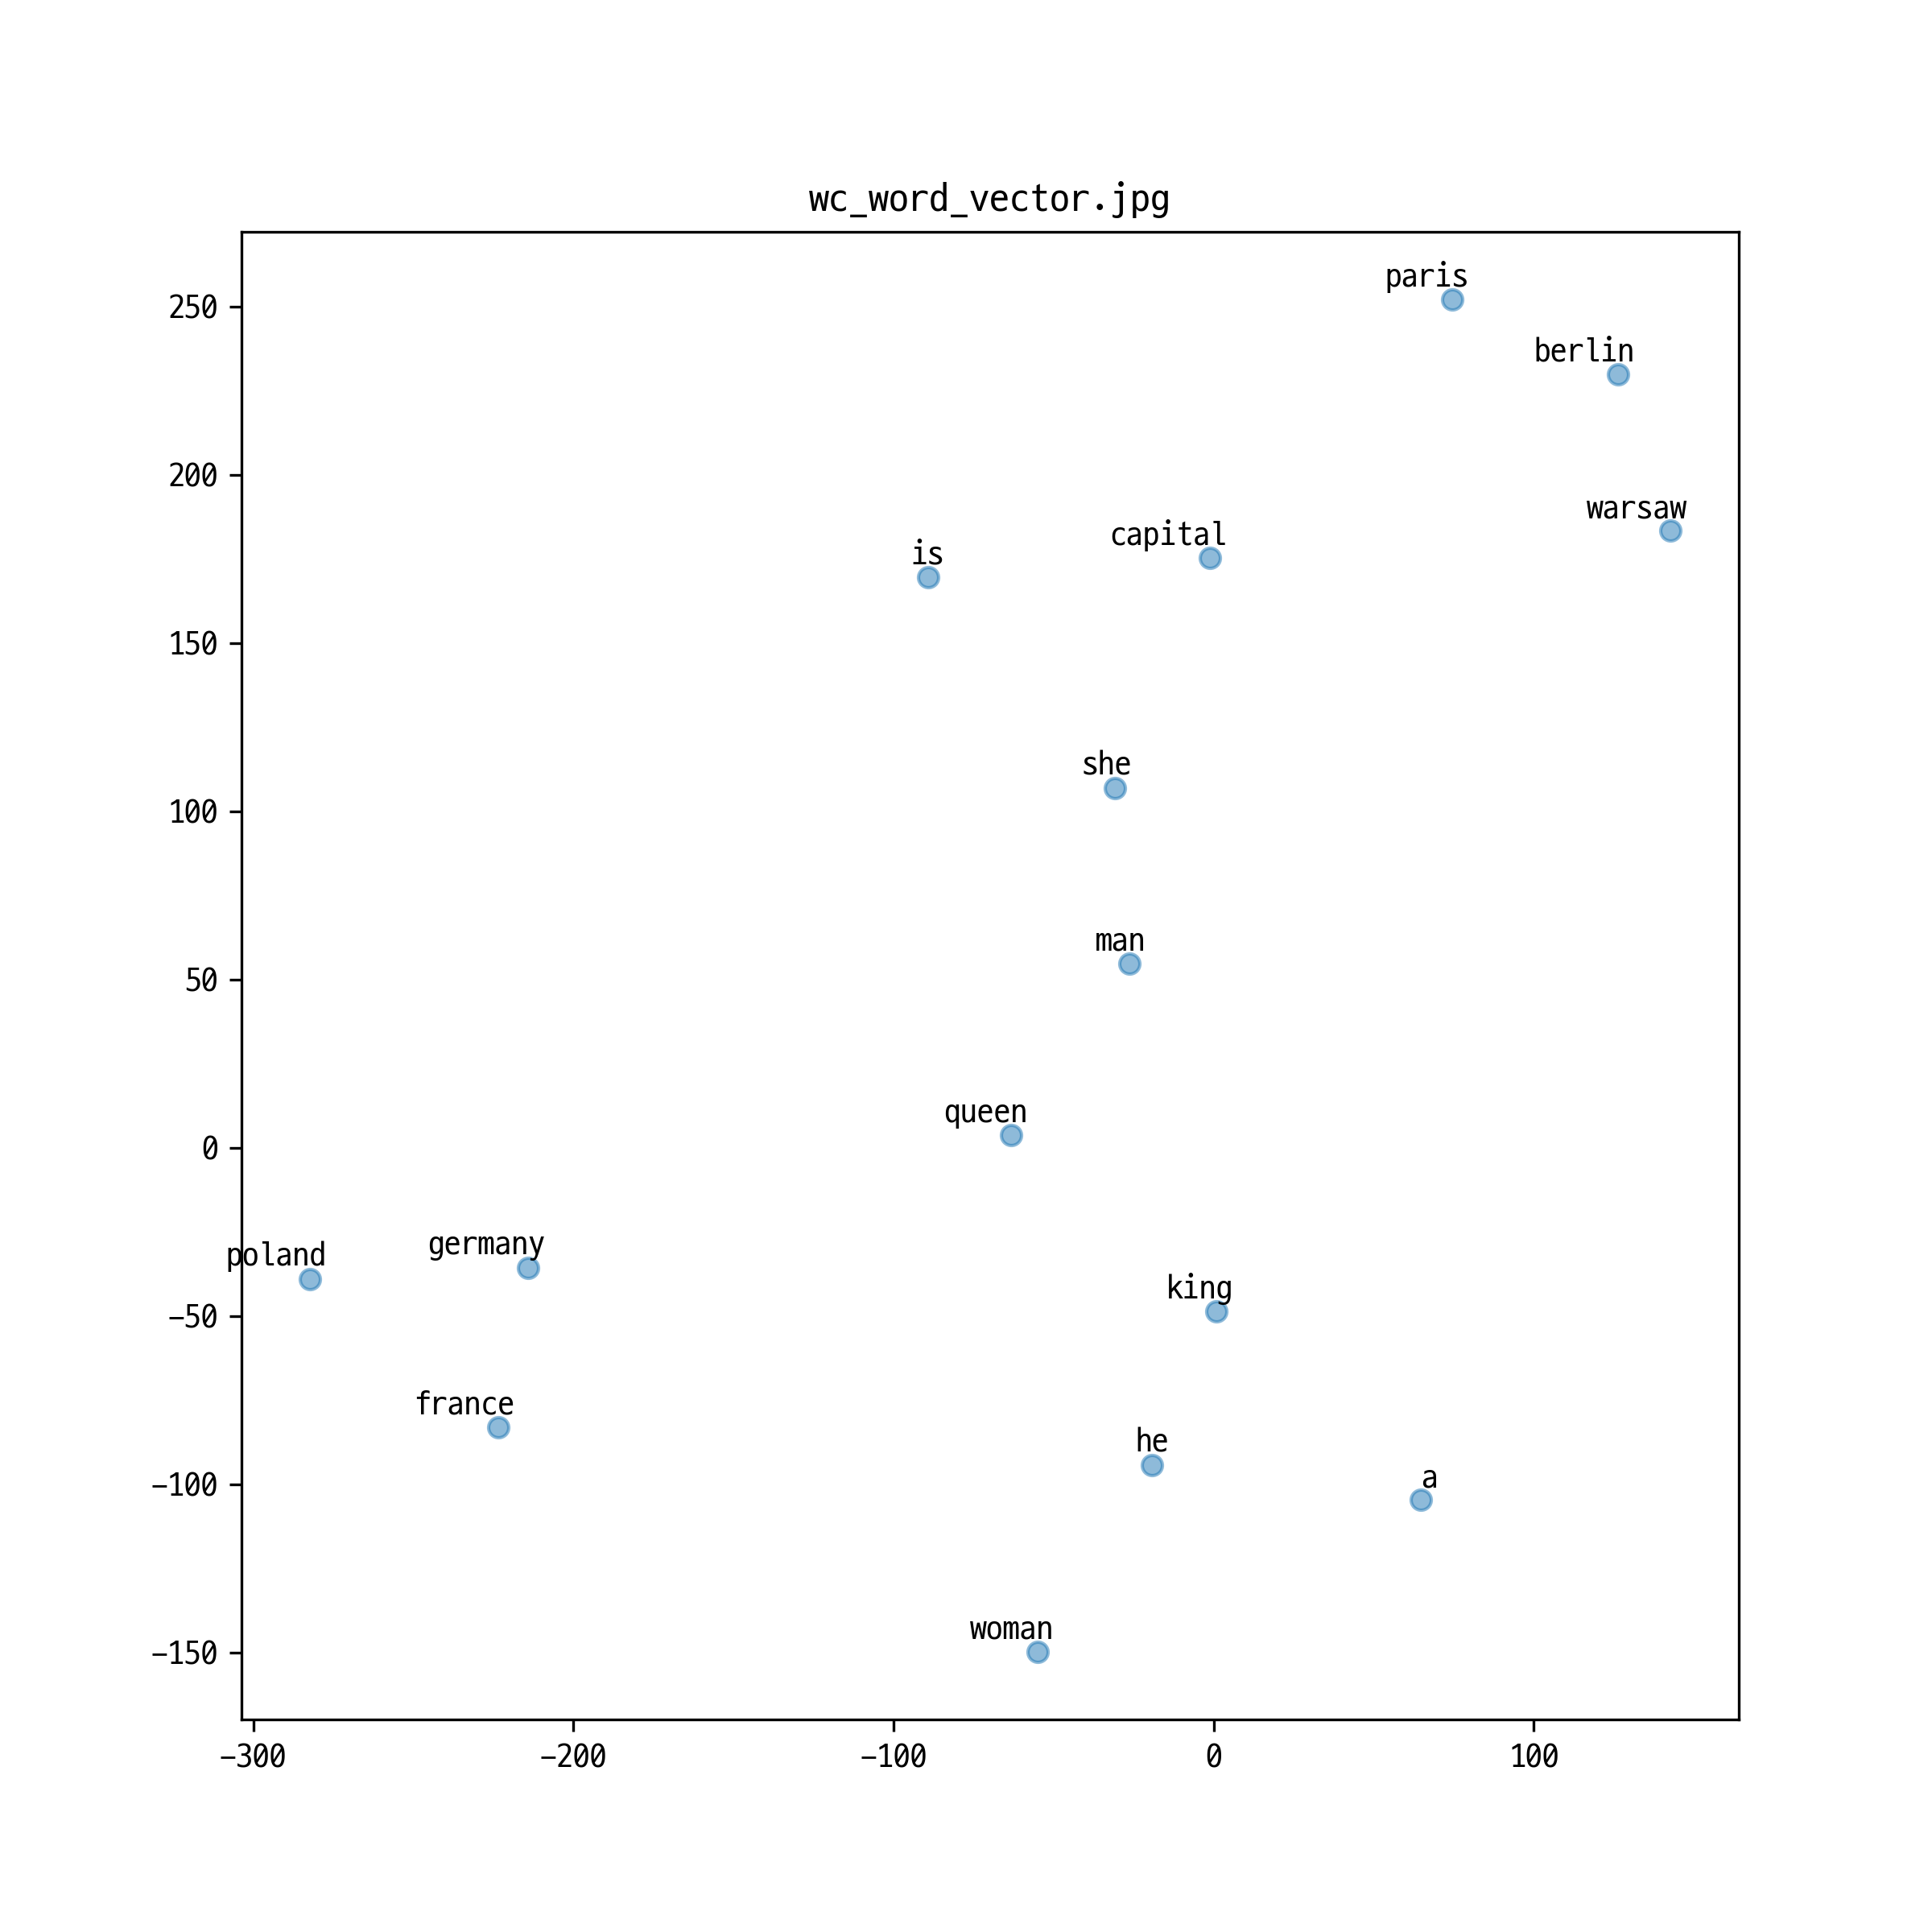 wc_word_vector.jpg
paris
250
berlin
200
warsaw
capital
is
150
she
100
man
50
queen
0
germany
poland
king
−50
france
he
a
−100
woman
−150
−300 −200 −100 0 100